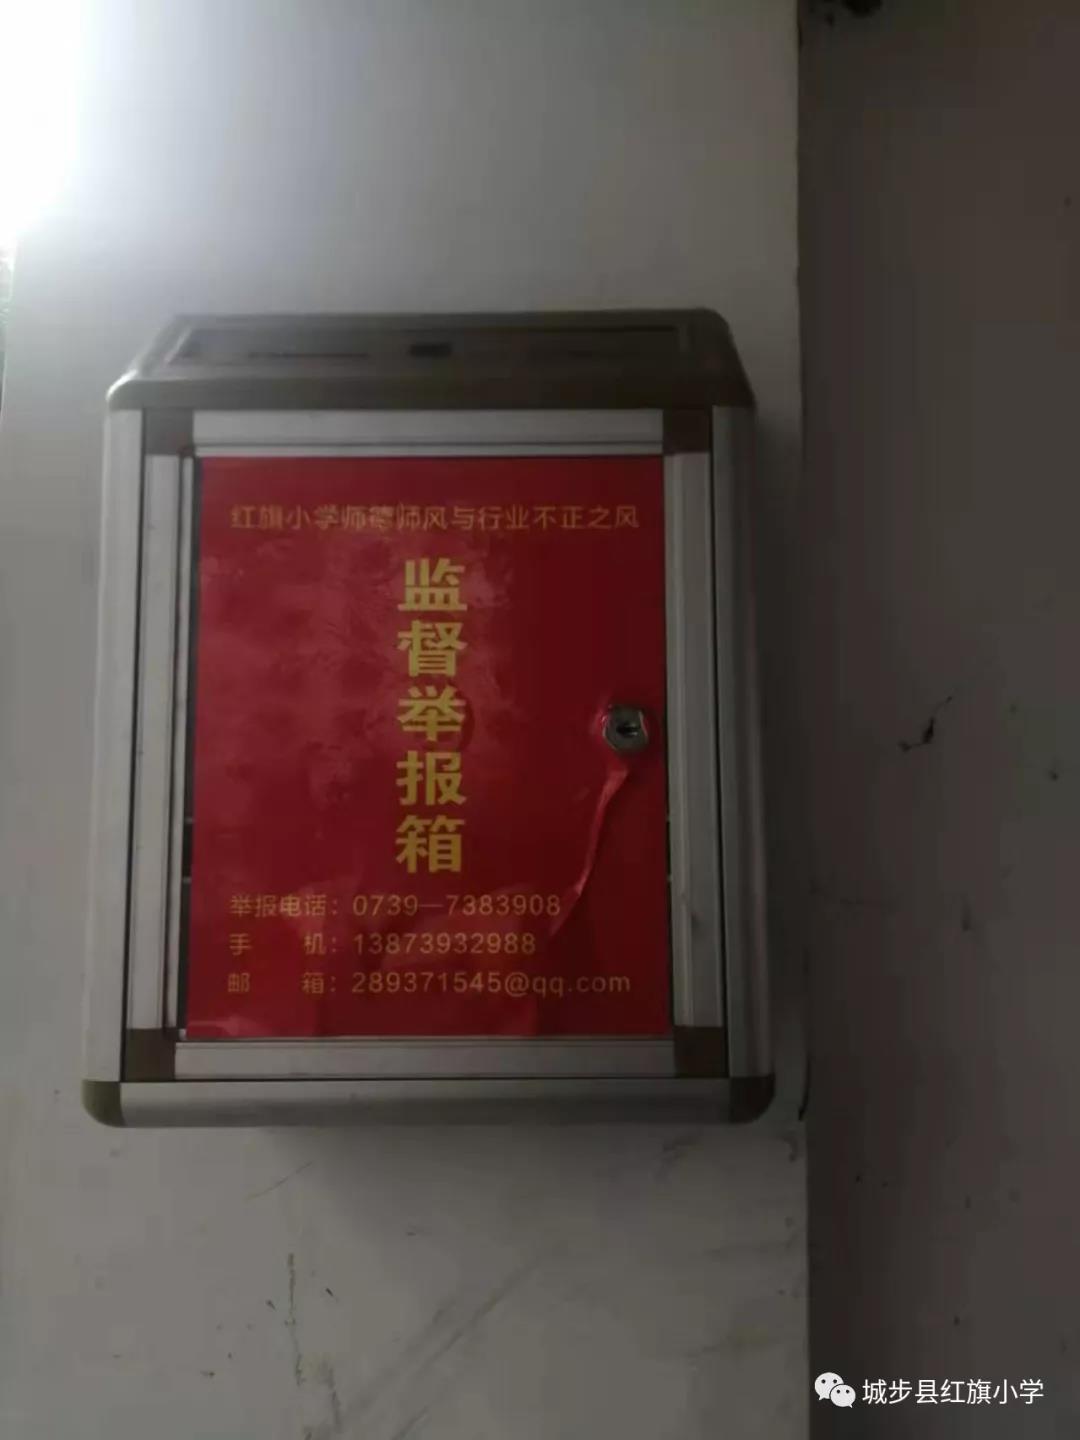 红旗小学师德师风与行业不正之风
监督举报箱
举报电话：0739—7383908
手机：13873932988
邮箱：289371545@qq.com
城步县红旗小学